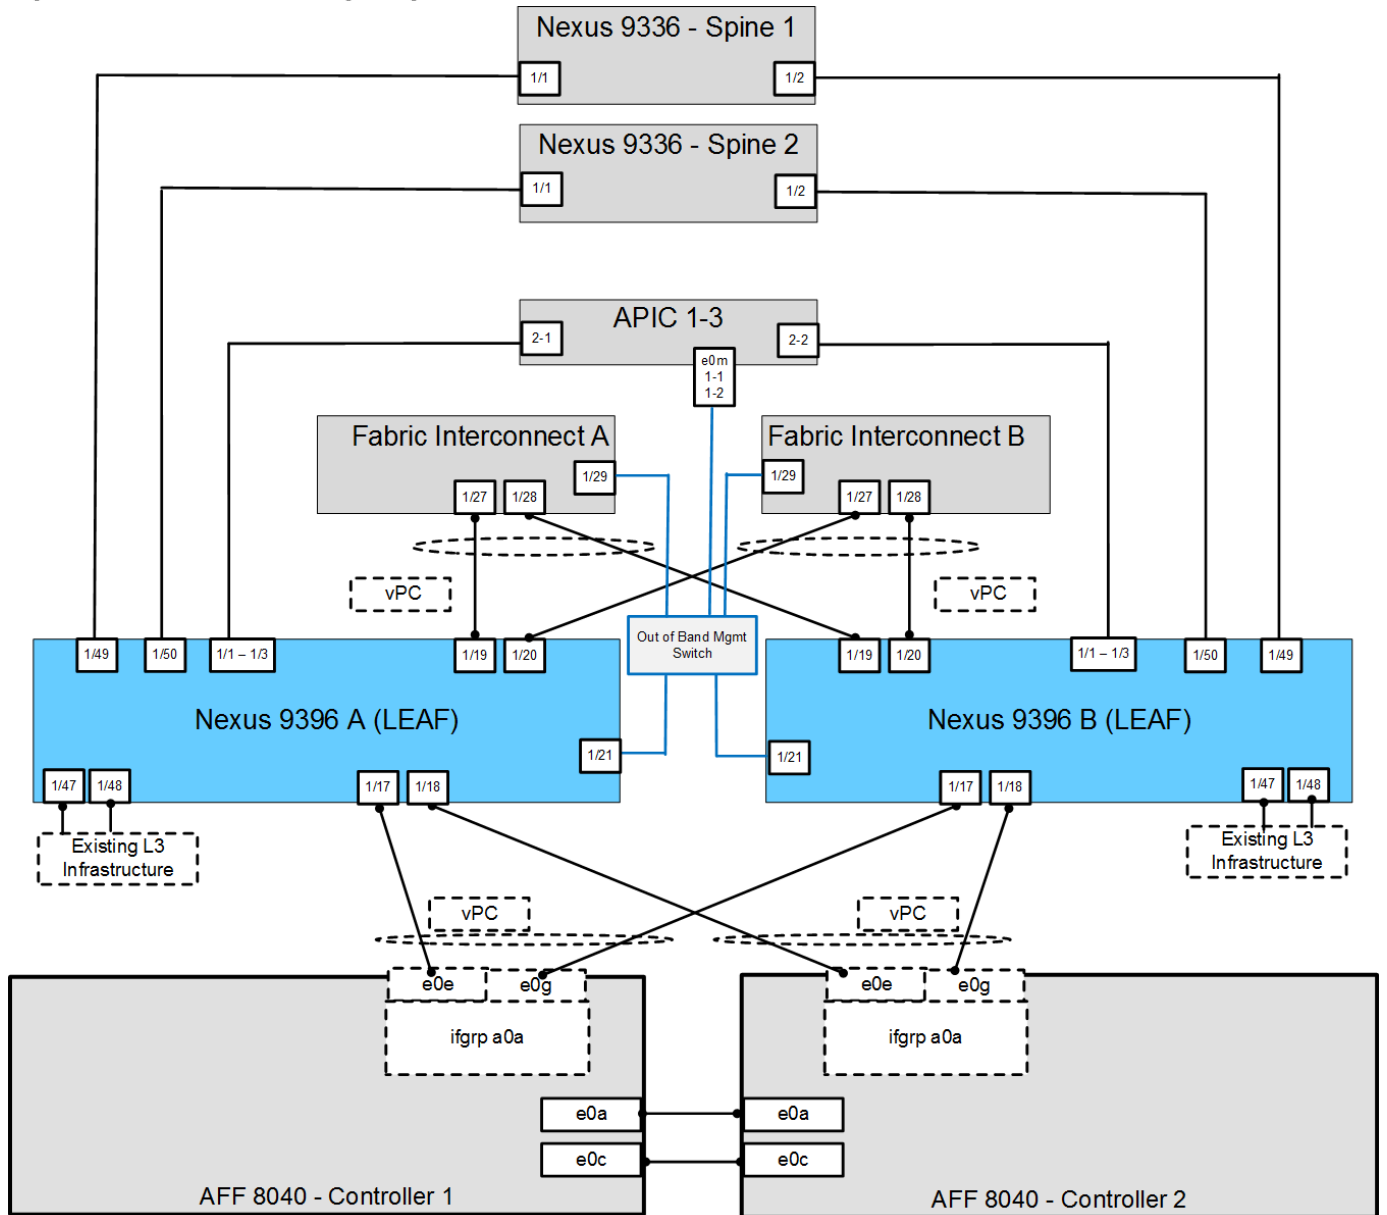 Nexus 9336 - Spine 1
1/1
1/2
Nexus 9336 - Spine 2
1/1
1/2
APIC 1-3
2-1
2-2
e0m
1-1
1-2
Fabric Interconnect A
Fabric Interconnect B
1/29
1/29
1/27
1/28
1/27
1/28
vPC
vPC
Out of Band Mgmt
Switch
1/49
1/50
1/1 – 1/3
1/19
1/20
1/19
1/20
1/1 – 1/3
1/50
1/49
Nexus 9396 A (LEAF)
Nexus 9396 B (LEAF)
1/21
1/21
1/47
1/48
1/17
1/18
1/17
1/18
1/47
1/48
Existing L3
Infrastructure
Existing L3
Infrastructure
vPC
vPC
e0e
e0g
e0e
e0g
ifgrp a0a
ifgrp a0a
e0a
e0a
e0c
e0c
AFF 8040 - Controller 1
AFF 8040 - Controller 2